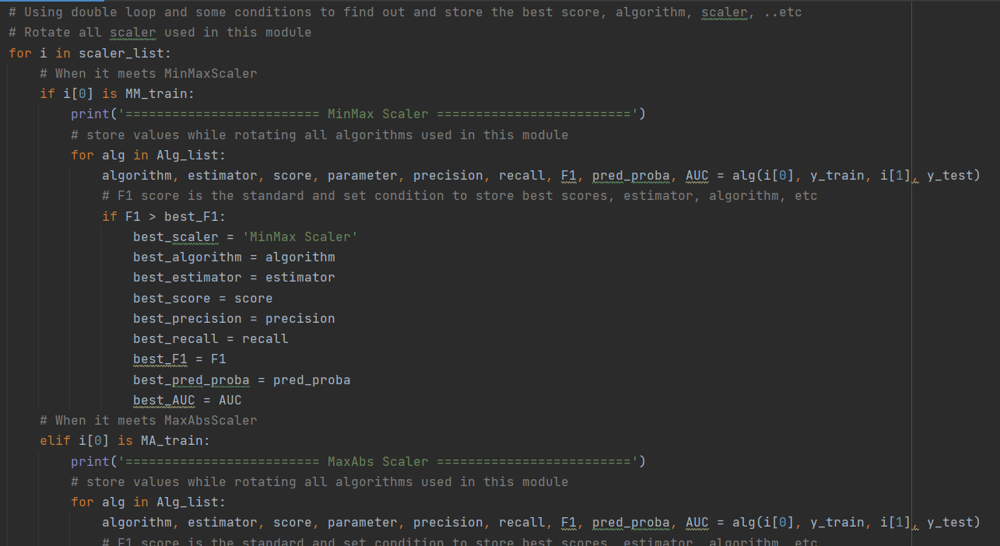 # Using double loop and some conditions to find out and store the best score, algorithm, scaler, ..etc
# Rotate all scaler used in this module
for i in scaler_list:
    # When it meets MinMaxScaler
    if i[0] is MM_train:
        print('========================= MinMax Scaler =========================')
        # store values while rotating all algorithms used in this module
        for alg in Alg_list:
            algorithm, estimator, score, parameter, precision, recall, F1, pred_proba, AUC = alg(i[0], y_train, i[1], y_test)
            # F1 score is the standard and set condition to store best scores, estimator, algorithm, etc
            if F1 > best_F1:
                best_scaler = 'MinMax Scaler'
                best_algorithm = algorithm
                best_estimator = estimator
                best_score = score
                best_precision = precision
                best_recall = recall
                best_F1 = F1
                best_pred_proba = pred_proba
                best_AUC = AUC
    # When it meets MaxAbsScaler
    elif i[0] is MA_train:
        print('========================= MaxAbs Scaler =========================')
        # store values while rotating all algorithms used in this module
        for alg in Alg_list:
            algorithm, estimator, score, parameter, precision, recall, F1, pred_proba, AUC = alg(i[0], y_train, i[1], y_test)
            # F1 score is the standard and set condition to store best scores, estimator, algorithm, etc